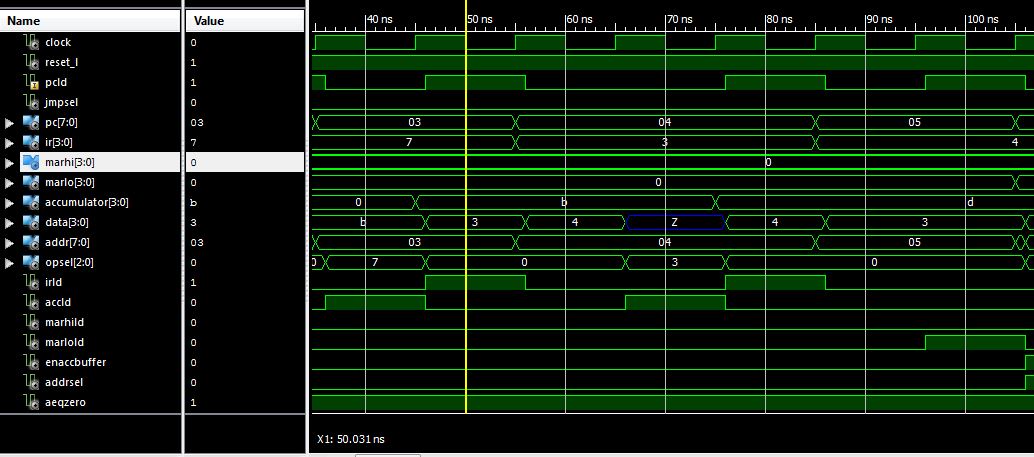 Name Value 40 ns 50 ns 60 ns 70 ns 80 ns 90 ns 100 ns
clock 0
reset_l 1
pcld 1
jmpsel 0
pc[7:0] 03 03 04 05
ir[3:0] 7 7 3 4
marhi[3:0] 0 0
marlo[3:0] 0 0
accumulator[3:0] b 0 b d
data[3:0] 3 b 3 4 Z 4 3
addr[7:0] 03 03 04 05
opsel[2:0] 0 0 7 0 3 0
irld 1
accld 0
marhild 0
marlold 0
enaccbuffer 0
addrsel 0
aeqzero 1
X1: 50.031 ns